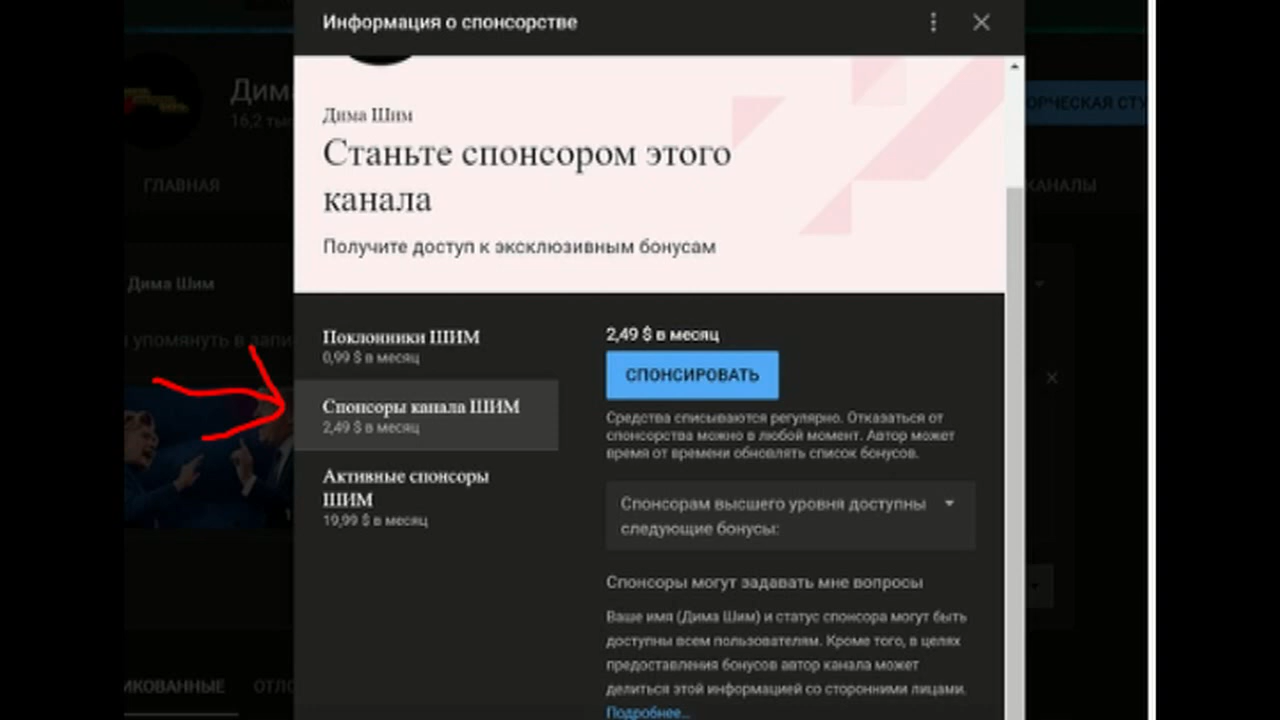 Информация о спонсорстве
Дима Шим
Станьте спонсором этого
канала
Получите доступ к эксклюзивным бонусам
Поклонники ШИМ
0,99 $ в месяц
Спонсоры канала ШИМ
2,49 $ в месяц
Активные спонсоры
ШИМ
19,99 $ в месяц
2,49 $ в месяц
СПОНСИРОВАТЬ
Средства списываются регулярно. Отказаться от
спонсорства можно в любой момент. Автор может
время от времени обновлять список бонусов.
Спонсорам высшего уровня доступны
следующие бонусы:
Спонсоры могут задавать мне вопросы
Ваше имя (Дима Шим) и статус спонсора могут быть
доступны всем пользователям. Кроме того, в целях
предоставления бонусов автор канала может
делиться этой информацией со сторонними лицами.
Подробнее...
16,2
ГЛАВНАЯ
КАНАЛЫ
Дима Шим
упомянуть в